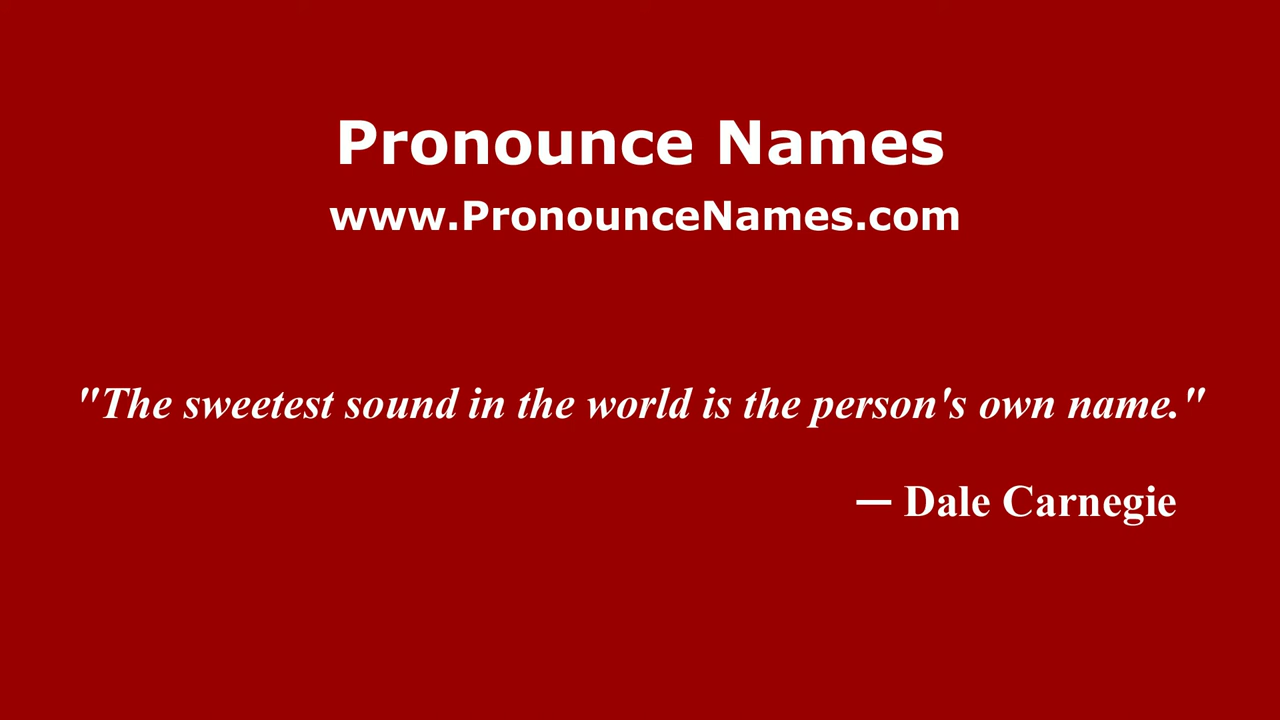 Pronounce Names
www.PronounceNames.com
"The sweetest sound in the world is the person's own name."
— Dale Carnegie